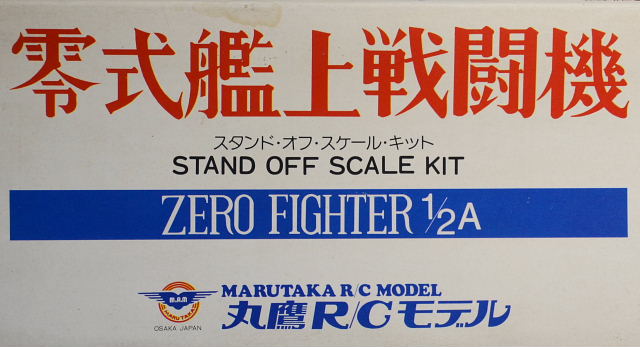 零式艦上戦闘機
スタンド・オフ・スケール・キット
STAND OFF SCALE KIT
ZERO FIGHTER 1/2A
M.R.M
MARUTAKA
OSAKA JAPAN
MARUTAKA R/C MODEL
丸鷹R/Cモデル